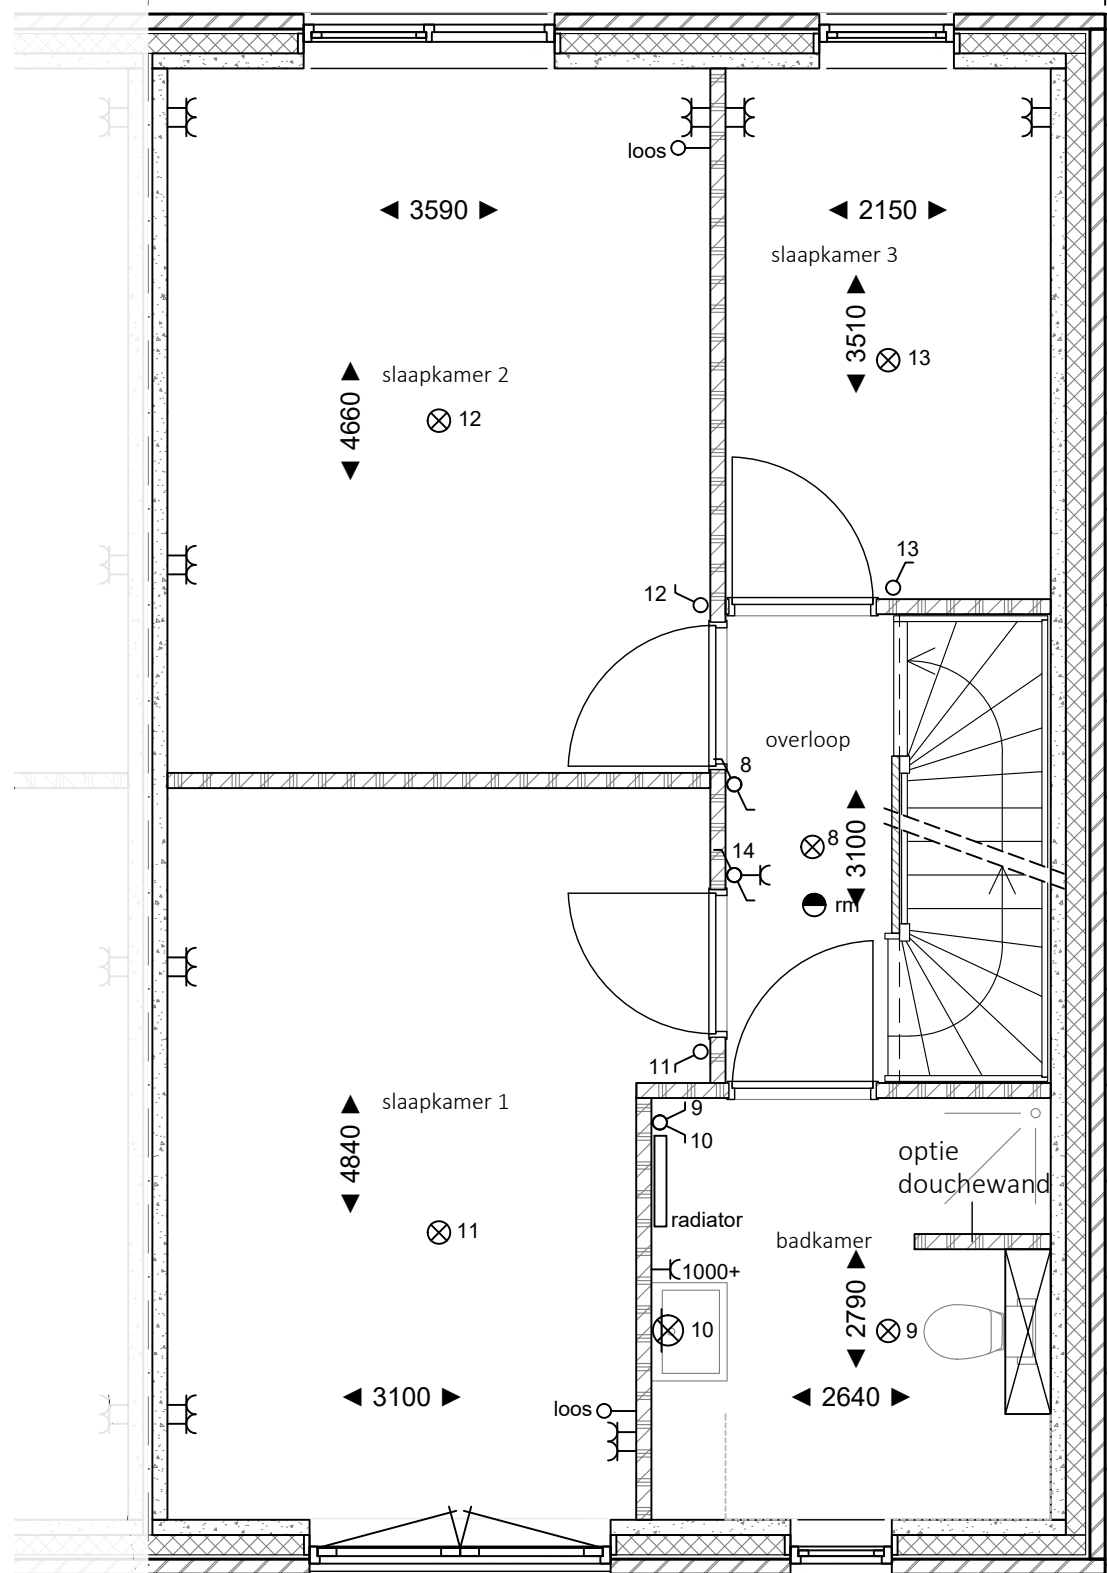 loos
3590
2150
slaapkamer 3
3510
13
slaapkamer 2
4660
12
13
12
overloop
8
8
3100
14
rm
11
9
10
slaapkamer 1
4840
optie
douchewand
radiator
11
badkamer
1000+
2790
10
9
3100
2640
loos